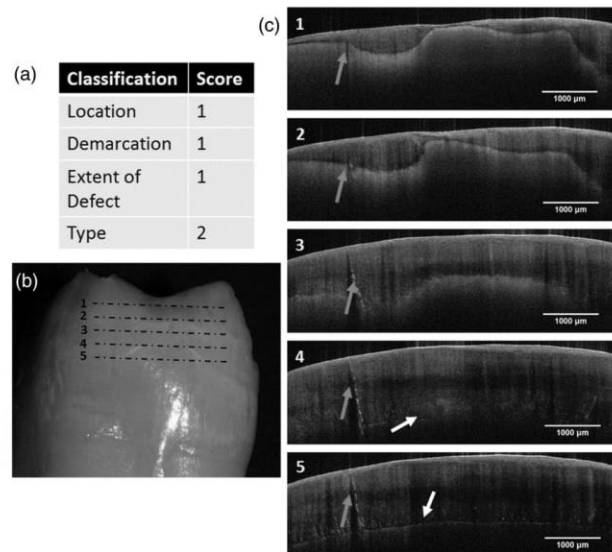 (a)
Classification Score
Location 1
Demarcation 1
Extent of 1
Defect
Type 2
(b)
1
2
3
4
5
(c)
1
1000 µm
2
1000 µm
3
1000 µm
4
1000 µm
5
1000 µm